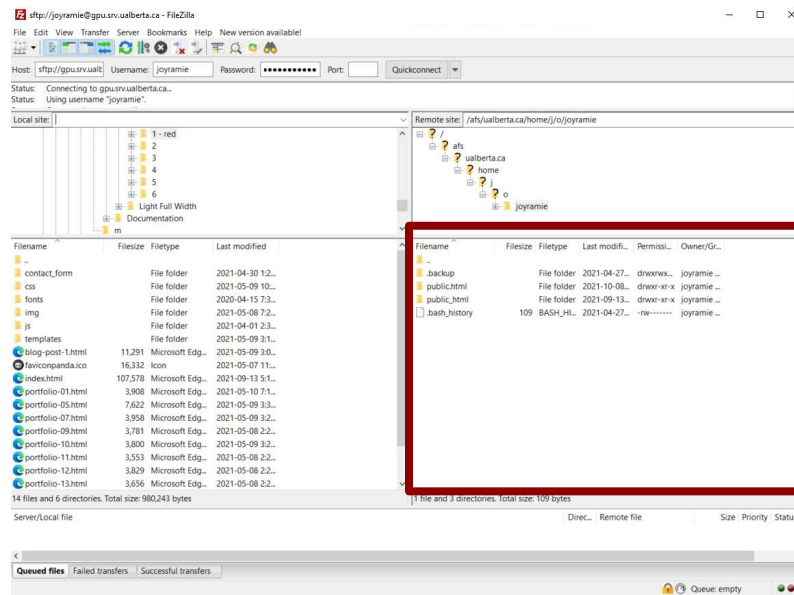 sftp://joyramie@gpu.srv.ualberta.ca - FileZilla
File Edit View Transfer Server Bookmarks Help New version available!
Host: sftp://gpu.srv.ualb Username: joyramie Password: ●●●●●●●●●●● Port: Quickconnect
Status: Connecting to gpu.srv.ualberta.ca...
Status: Using username "joyramie".
Local site:
Remote site: /afs/ualberta.ca/home/j/o/joyramie
1 - red
2
3
4
5
6
Light Full Width
Documentation
m
/
afs
ualberta.ca
home
j
o
joyramie
Filename Filesize Filetype Last modified
..
contact_form File folder 2021-04-30 1:2...
css File folder 2021-05-09 10:...
fonts File folder 2020-04-15 7:3...
img File folder 2021-05-08 7:2...
js File folder 2021-04-01 2:3...
templates File folder 2021-05-09 3:1...
blog-post-1.html 11,291 Microsoft Edg... 2021-05-09 3:0...
faviconpanda.ico 16,332 Icon 2021-05-07 11:...
index.html 107,578 Microsoft Edg... 2021-09-13 5:1...
portfolio-01.html 3,908 Microsoft Edg... 2021-05-10 7:1...
portfolio-05.html 7,622 Microsoft Edg... 2021-05-09 3:3...
portfolio-07.html 3,958 Microsoft Edg... 2021-05-09 3:2...
portfolio-09.html 3,781 Microsoft Edg... 2021-05-08 2:2...
portfolio-10.html 3,800 Microsoft Edg... 2021-05-09 3:2...
portfolio-11.html 3,553 Microsoft Edg... 2021-05-08 2:2...
portfolio-12.html 3,829 Microsoft Edg... 2021-05-08 2:2...
portfolio-13.html 3,656 Microsoft Edg... 2021-05-08 2:2...
14 files and 6 directories. Total size: 980,243 bytes
Filename Filesize Filetype Last modifi... Permissi... Owner/Gr...
..
.backup File folder 2021-04-27... drwxrwx... joyramie ...
public.html File folder 2021-10-08... drwxr-xr-x joyramie ...
public_html File folder 2021-09-13... drwxr-xr-x joyramie ...
.bash_history 109 BASH_HI... 2021-04-27... -rw------- joyramie ...
1 file and 3 directories. Total size: 109 bytes
Server/Local file Direc... Remote file Size Priority Statu
Queued files Failed transfers Successful transfers
Queue: empty